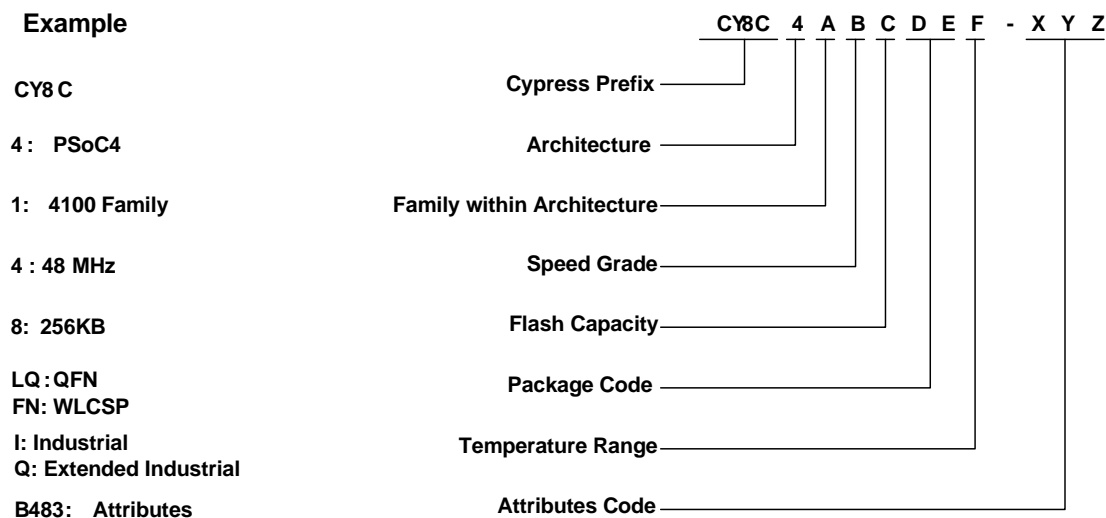 Example CY8C 4 A B C D E F - X Y Z
CY8 C Cypress Prefix
4 : PSoC4 Architecture
1: 4100 Family Family within Architecture
4 : 48 MHz Speed Grade
8: 256KB Flash Capacity
LQ : QFN
FN: WLCSP Package Code
I: Industrial
Q: Extended Industrial Temperature Range
B483: Attributes Attributes Code